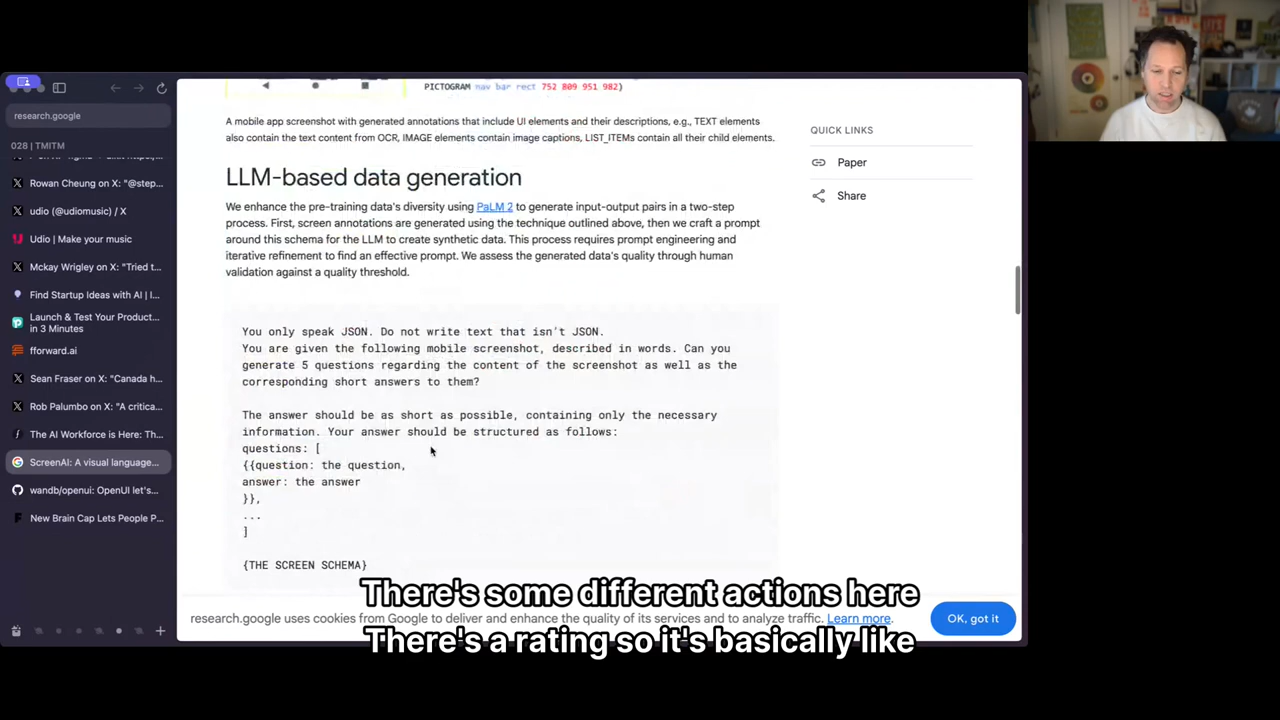 research.google
028 | TMITM
Rowan Cheung on X: "@step...
udio (@udiomusic) / X
Udio | Make your music
Mckay Wrigley on X: "Tried t...
Find Startup Ideas with AI | I...
Launch & Test Your Product...
in 3 Minutes
fforward.ai
Sean Fraser on X: "Canada h...
Rob Palumbo on X: "A critica...
The AI Workforce is Here: Th...
ScreenAI: A visual language...
wandb/openui: OpenUI let's...
New Brain Cap Lets People P...
PICTOGRAM nav bar rect 752 809 951 982}
A mobile app screenshot with generated annotations that include UI elements and their descriptions, e.g., TEXT elements
also contain the text content from OCR, IMAGE elements contain image captions, LIST_ITEMs contain all their child elements.
LLM-based data generation
We enhance the pre-training data's diversity using PaLM 2 to generate input-output pairs in a two-step
process. First, screen annotations are generated using the technique outlined above, then we craft a prompt
around this schema for the LLM to create synthetic data. This process requires prompt engineering and
iterative refinement to find an effective prompt. We assess the generated data's quality through human
validation against a quality threshold.
You only speak JSON. Do not write text that isn't JSON.
You are given the following mobile screenshot, described in words. Can you
generate 5 questions regarding the content of the screenshot as well as the
corresponding short answers to them?
The answer should be as short as possible, containing only the necessary
information. Your answer should be structured as follows:
questions: [
{{question: the question,
answer: the answer
}},
...
]
{THE SCREEN SCHEMA}
QUICK LINKS
Paper
Share
research.google uses cookies from Google to deliver and enhance the quality of its services and to analyze traffic. Learn more.
OK, got it
There's some different actions here
There's a rating so it's basically like